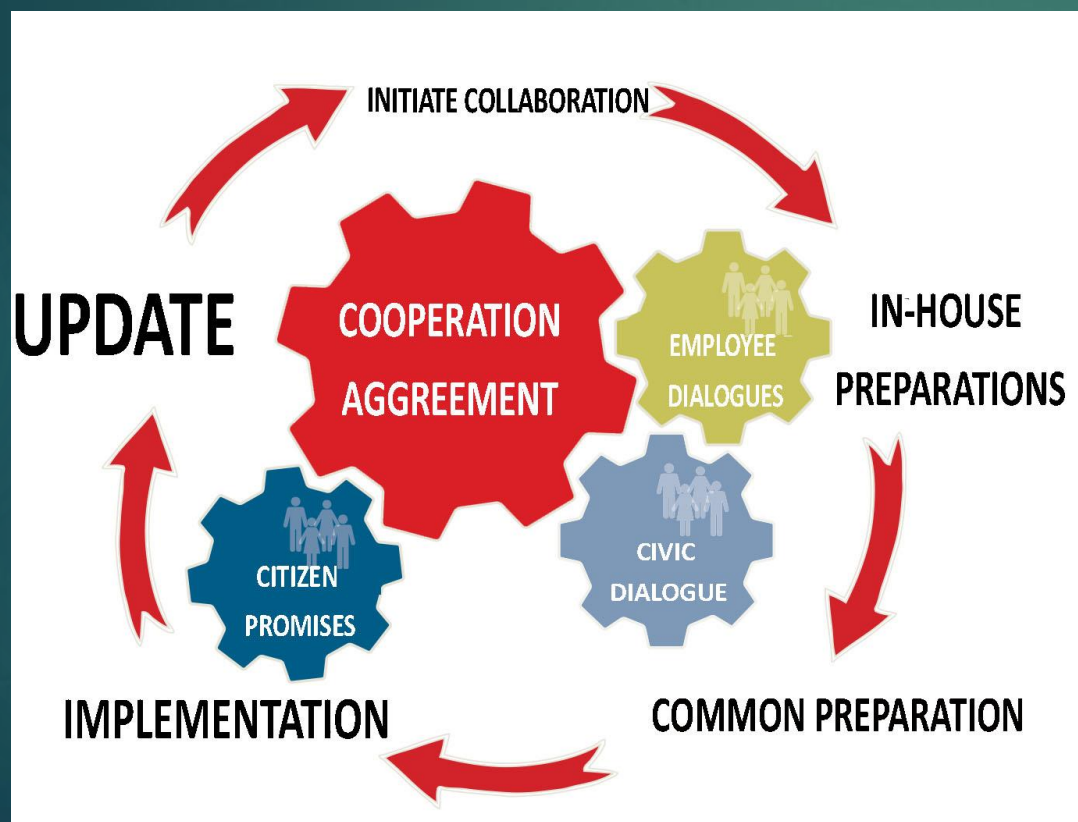 INITIATE COLLABORATION
UPDATE
COOPERATION
AGGREEMENT
EMPLOYEE
DIALOGUES
IN-HOUSE
PREPARATIONS
CIVIC
DIALOGUE
CITIZEN
PROMISES
IMPLEMENTATION
COMMON PREPARATION